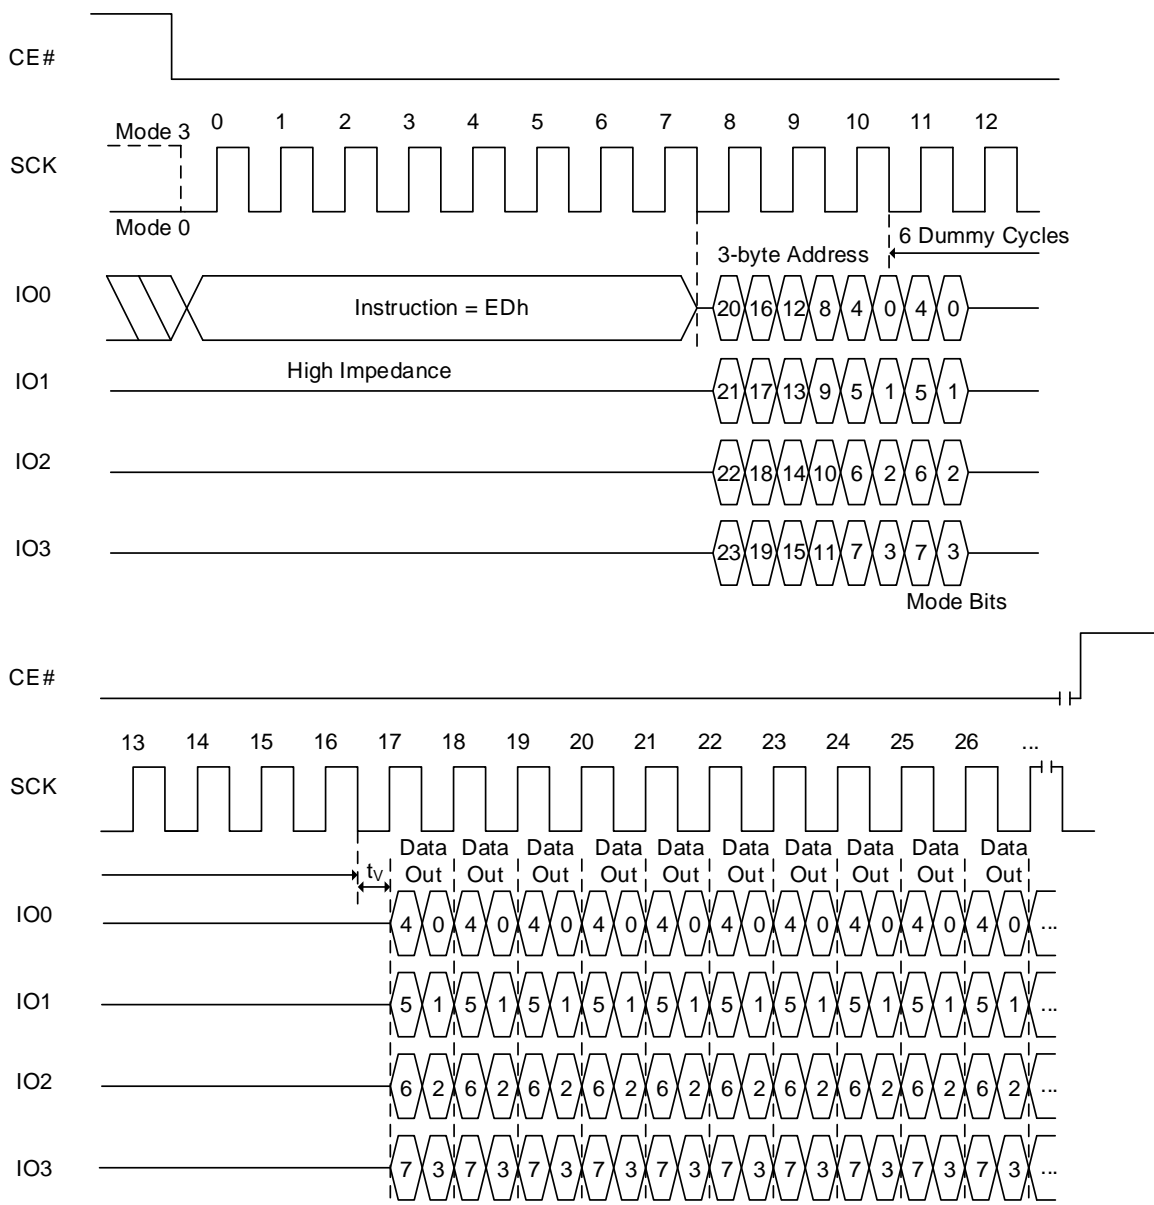 CE#
Mode 3 0 1 2 3 4 5 6 7 8 9 10 11 12
SCK
Mode 0
3-byte Address 6 Dummy Cycles
IO0 Instruction = EDh 20 16 12 8 4 0 4 0
High Impedance
IO1 21 17 13 9 5 1 5 1
IO2 22 18 14 10 6 2 6 2
IO3 23 19 15 11 7 3 7 3
Mode Bits
CE#
13 14 15 16 17 18 19 20 21 22 23 24 25 26 ...
SCK
Data Data Data Data Data Data Data Data Data Data
tV Out Out Out Out Out Out Out Out Out Out
IO0 4 0 4 0 4 0 4 0 4 0 4 0 4 0 4 0 4 0 4 0 ...
IO1 5 1 5 1 5 1 5 1 5 1 5 1 5 1 5 1 5 1 5 1 ...
IO2 6 2 6 2 6 2 6 2 6 2 6 2 6 2 6 2 6 2 6 2 ...
IO3 7 3 7 3 7 3 7 3 7 3 7 3 7 3 7 3 7 3 7 3 ...